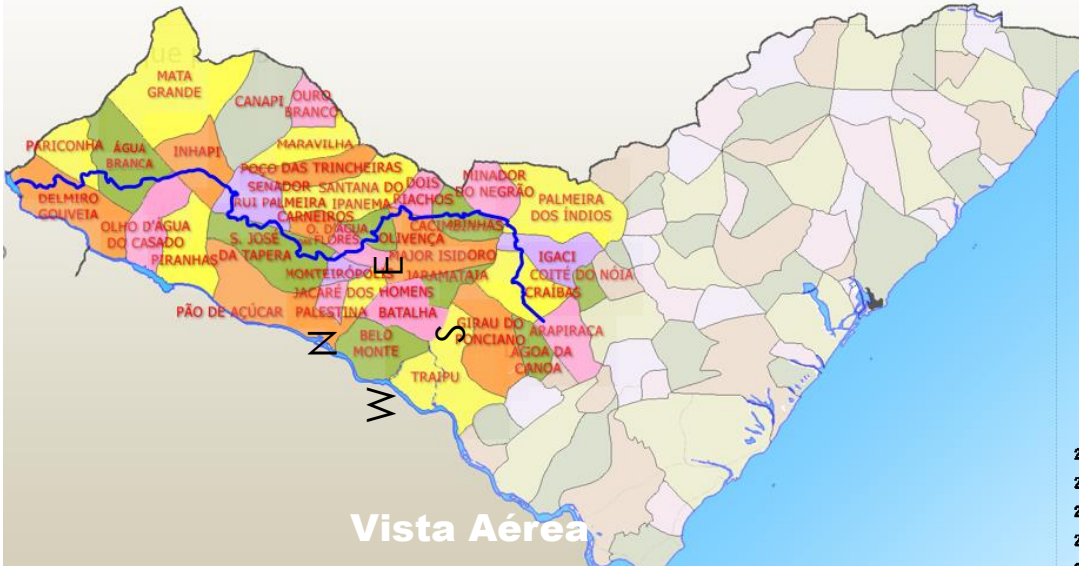 MATA
GRANDE
CANAPI
OURO
BRANCO
PARICONHA
ÁGUA
BRANCA
INHAPI
MARAVILHA
POÇO DAS TRINCHEIRAS
DELMIRO
GOUVEIA
SENADOR
RUI PALMEIRA
SANTANA DO
IPANEMA
DOIS
RIACHOS
MINADOR
DO NEGRÃO
PALMEIRA
DOS ÍNDIOS
OLHO D'ÁGUA
DO CASADO
PIRANHAS
CARNEIROS
O. D'ÁGUA
FLORES
S. JOSÉ
DA TAPERA
OLIVENÇA
CACIMBINHAS
MAJOR ISIDORO
IGACI
COITÉ DO NÓIA
CRAÍBAS
MONTEIRÓPOLIS
JARAMATAIA
JACARÉ DOS HOMENS
PÃO DE AÇÚCAR
PALESTINA
BATALHA
GIRAU DO
PONCIANO
ARAPIRACA
AGOA DA
CANOA
BELO
MONTE
TRAIPU
E
N
S
W
Vista Aérea